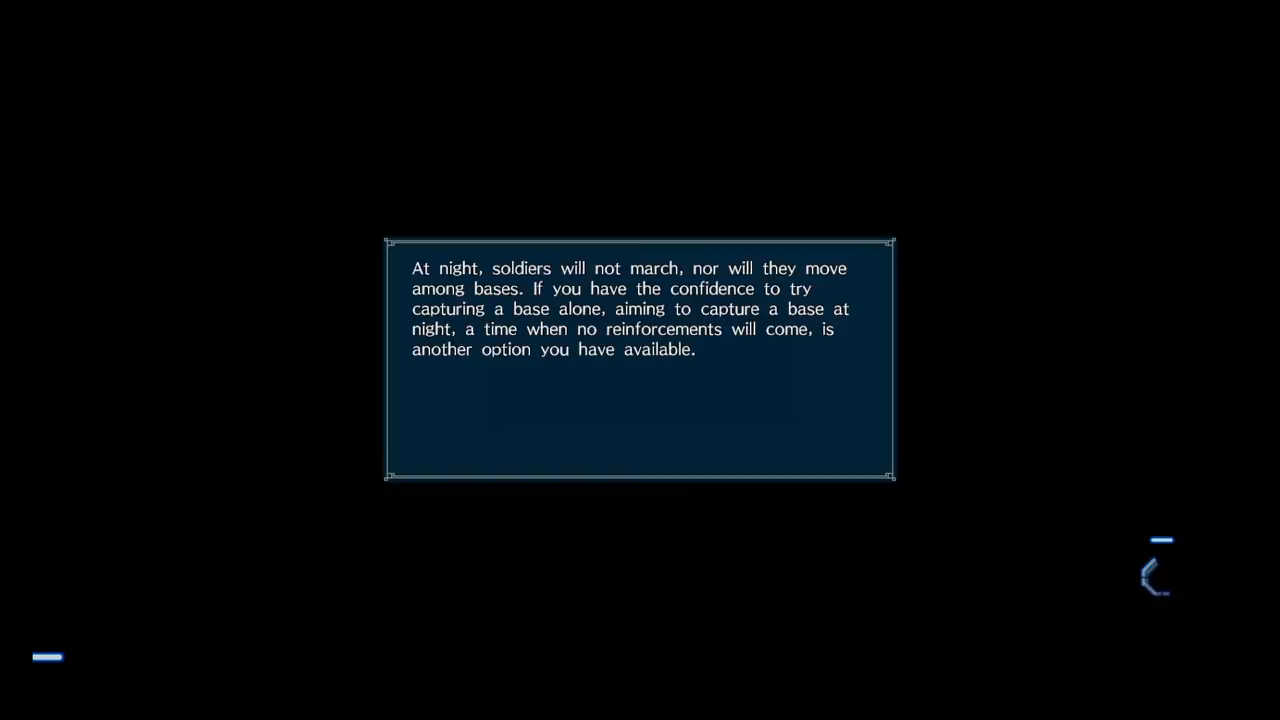 At night, soldiers will not march, nor will they move
among bases. If you have the confidence to try
capturing a base alone, aiming to capture a base at
night, a time when no reinforcements will come, is
another option you have available.